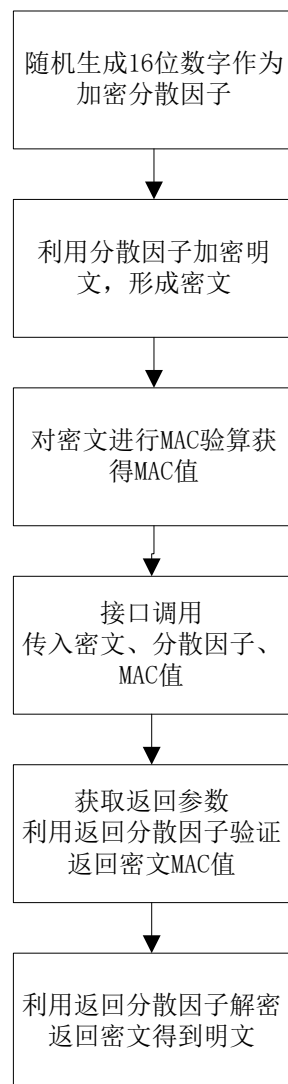 随机生成16位数字作为
加密分散因子
利用分散因子加密明
文，形成密文
对密文进行MAC验算获
得MAC值
接口调用
传入密文、分散因子、
MAC值
获取返回参数
利用返回分散因子验证
返回密文MAC值
利用返回分散因子解密
返回密文得到明文